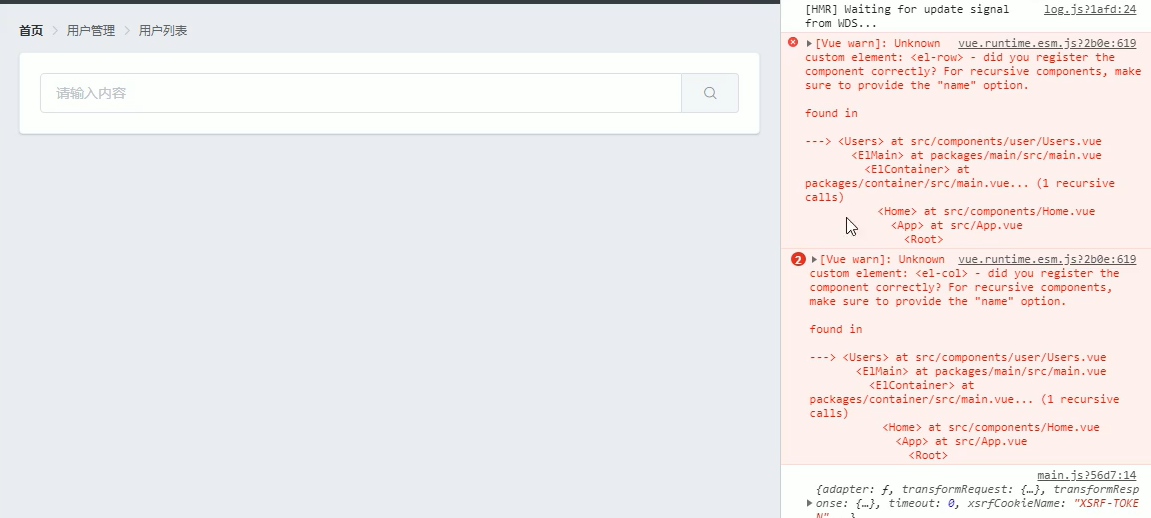 首页 > 用户管理 > 用户列表
请输入内容
[HMR] Waiting for update signal log.js?1afd:24
from WDS...
[Vue warn]: Unknown vue.runtime.esm.js?2b0e:619
custom element: <el-row> - did you register the
component correctly? For recursive components, make
sure to provide the "name" option.
found in
---> <Users> at src/components/user/Users.vue
<ElMain> at packages/main/src/main.vue
<ElContainer> at
packages/container/src/main.vue... (1 recursive
calls)
<Home> at src/components/Home.vue
<App> at src/App.vue
<Root>
2 [Vue warn]: Unknown vue.runtime.esm.js?2b0e:619
custom element: <el-col> - did you register the
component correctly? For recursive components,
make sure to provide the "name" option.
found in
---> <Users> at src/components/user/Users.vue
<ElMain> at packages/main/src/main.vue
<ElContainer> at
packages/container/src/main.vue... (1 recursive
calls)
<Home> at src/components/Home.vue
<App> at src/App.vue
<Root>
main.js?56d7:14
{adapter: ƒ, transformRequest: {…}, transformResp
onse: {…}, timeout: 0, xsrfCookieName: "XSRF-TOKE
N", …}